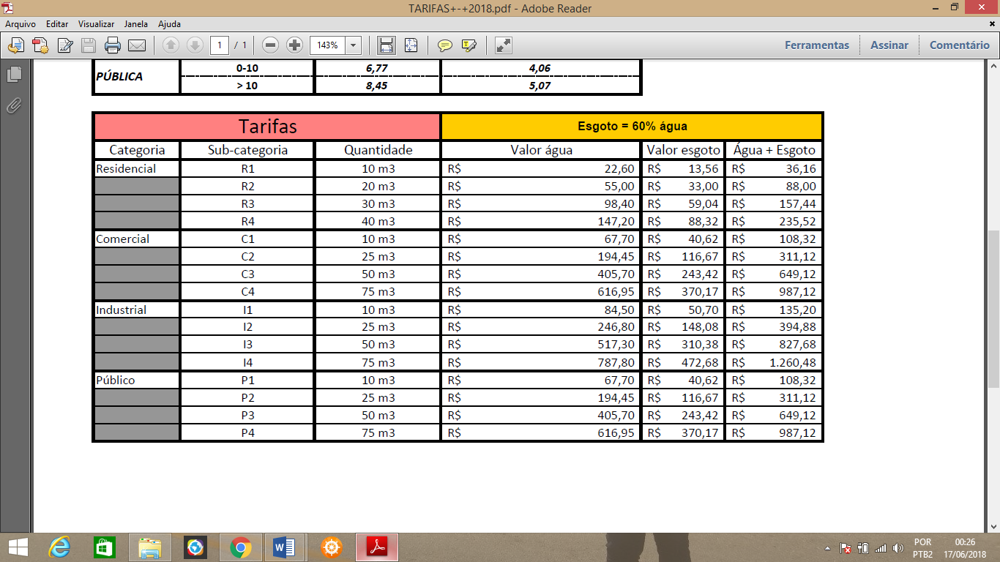 TARIFAS+-+2018.pdf - Adobe Reader
Arquivo Editar Visualizar Janela Ajuda
1 / 1 143% Ferramentas Assinar Comentário
PÚBLICA 0-10 6,77 4,06
> 10 8,45 5,07
Tarifas Esgoto = 60% água
Categoria Sub-categoria Quantidade Valor água Valor esgoto Água + Esgoto
Residencial R1 10 m3 R$ 22,60 R$ 13,56 R$ 36,16
R2 20 m3 R$ 55,00 R$ 33,00 R$ 88,00
R3 30 m3 R$ 98,40 R$ 59,04 R$ 157,44
R4 40 m3 R$ 147,20 R$ 88,32 R$ 235,52
Comercial C1 10 m3 R$ 67,70 R$ 40,62 R$ 108,32
C2 25 m3 R$ 194,45 R$ 116,67 R$ 311,12
C3 50 m3 R$ 405,70 R$ 243,42 R$ 649,12
C4 75 m3 R$ 616,95 R$ 370,17 R$ 987,12
Industrial I1 10 m3 R$ 84,50 R$ 50,70 R$ 135,20
I2 25 m3 R$ 246,80 R$ 148,08 R$ 394,88
I3 50 m3 R$ 517,30 R$ 310,38 R$ 827,68
I4 75 m3 R$ 787,80 R$ 472,68 R$ 1.260,48
Público P1 10 m3 R$ 67,70 R$ 40,62 R$ 108,32
P2 25 m3 R$ 194,45 R$ 116,67 R$ 311,12
P3 50 m3 R$ 405,70 R$ 243,42 R$ 649,12
P4 75 m3 R$ 616,95 R$ 370,17 R$ 987,12
POR 00:26
PTB2 17/06/2018